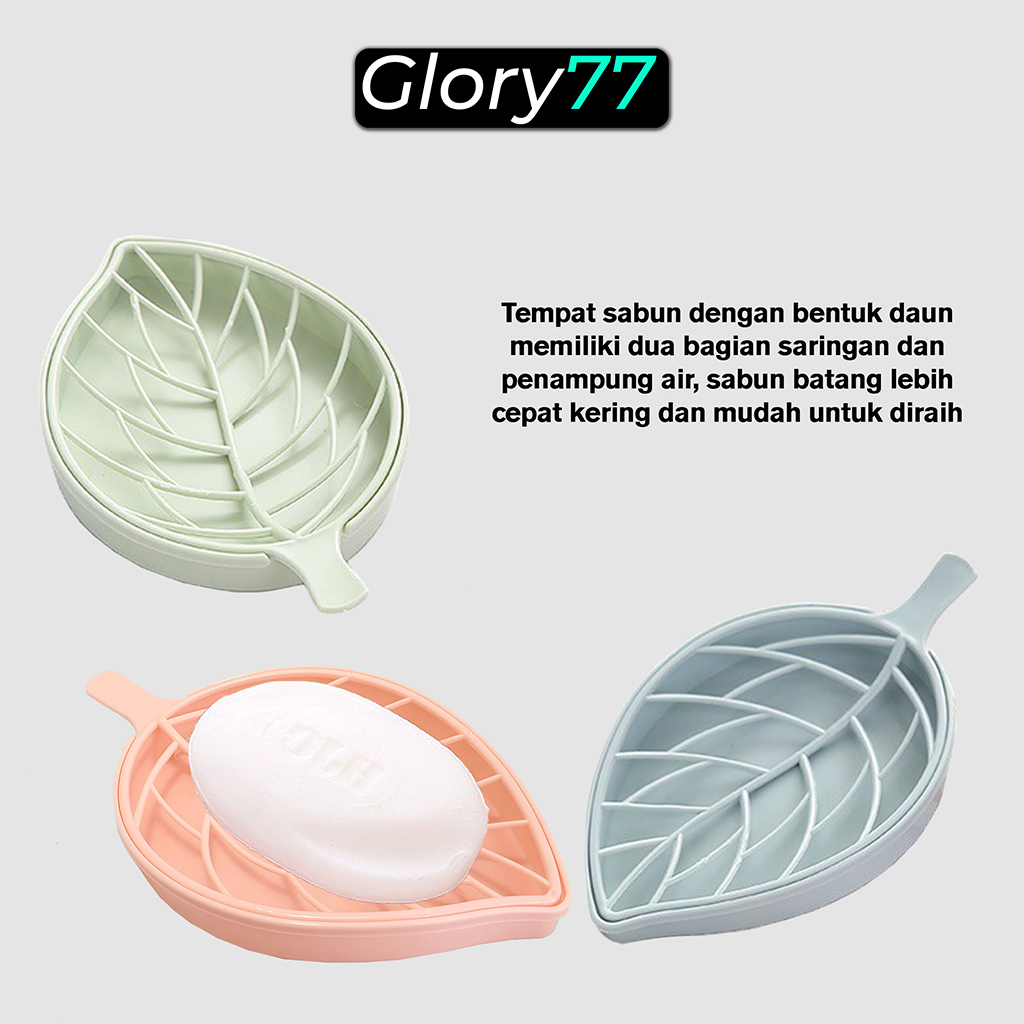 Glory77
Tempat sabun dengan bentuk daun
memiliki dua bagian saringan dan
penampung air, sabun batang lebih
cepat kering dan mudah untuk diraih